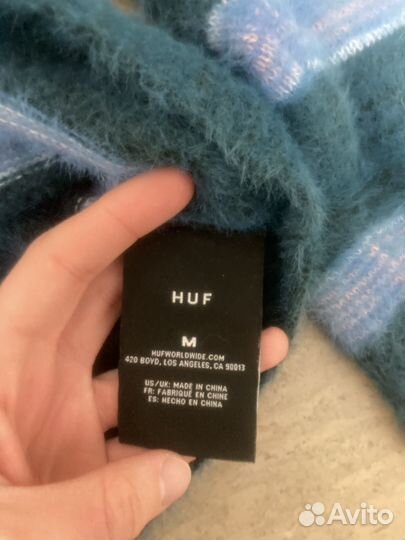 HUF
M
HUFWORLDWIDE.COM
420 BOYD, LOS ANGELES, CA 90013
US/UK: MADE IN CHINA
FR: FABRIQUÉ EN CHINE
ES: HECHO EN CHINA
Avito